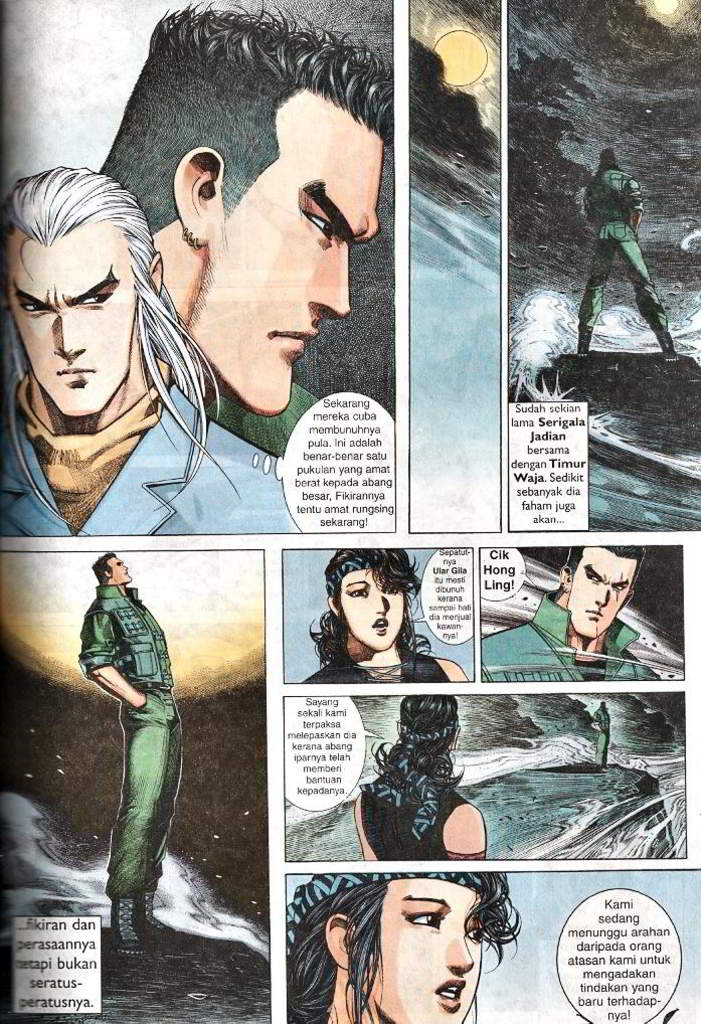 Sekarang
mereka cuba
membunuhnya
pula. Ini adalah
benar-benar satu
pukulan yang amat
berat kepada abang
besar, Fikirannya
tentu amat rungsing
sekarang!
Sudah sekian
lama Serigala
Jadian
bersama
dengan Timur
Waja. Sedikit
sebanyak dia
faham juga
akan...
...fikiran dan
perasaannya
tetapi bukan
seratus-
peratusnya.
Sepatut-
nya
Ular Gila
itu mesti
dibunuh
kerana
sampai hati
dia menjual
kawan-
nya!
Cik
Hong
Ling!
Sayang
sekali kami
terpaksa
melepaskan dia
kerana abang
iparnya telah
memberi
bantuan
kepadanya.
Kami
sedang
menunggu arahan
daripada orang
atasan kami untuk
mengadakan
tindakan yang
baru terhadap-
nya!